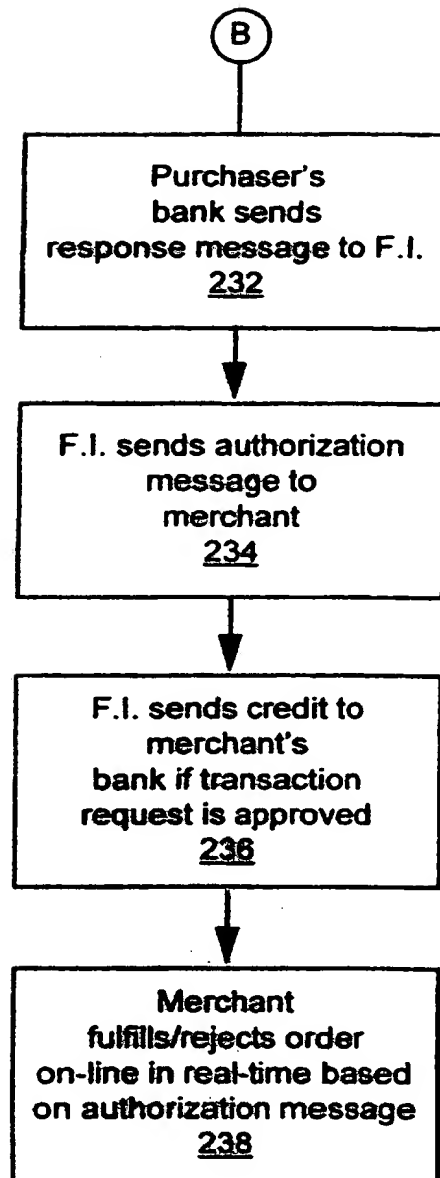 B
Purchaser's
bank sends
response message to F.I.
232
F.I. sends authorization
message to
merchant
234
F.I. sends credit to
merchant's
bank if transaction
request is approved
236
Merchant
fulfills/rejects order
on-line in real-time based
on authorization message
238